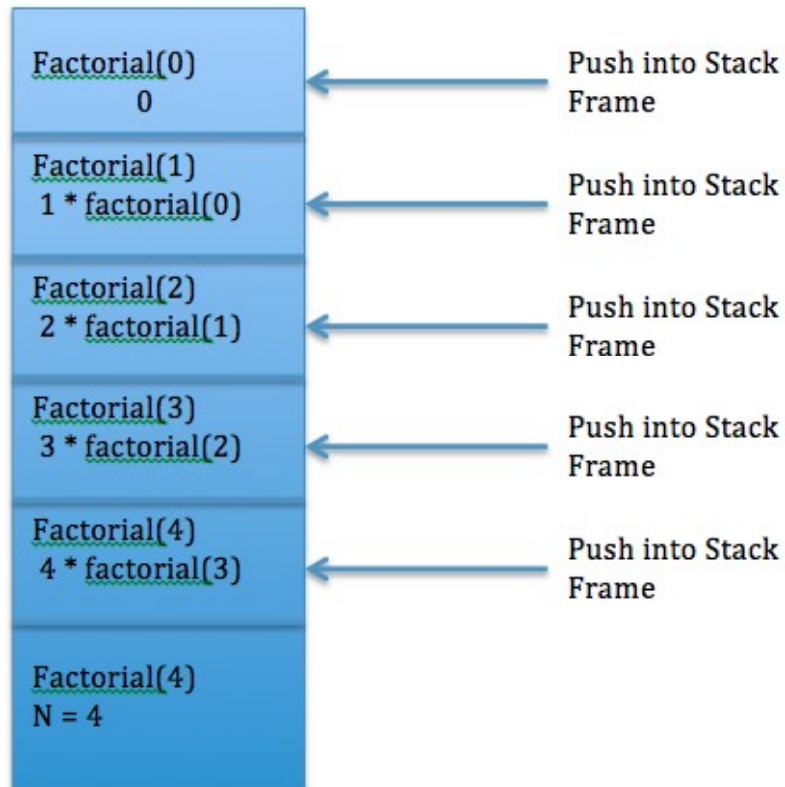 Factorial(0)
0
Push into Stack
Frame
Factorial(1)
1 * factorial(0)
Push into Stack
Frame
Factorial(2)
2 * factorial(1)
Push into Stack
Frame
Factorial(3)
3 * factorial(2)
Push into Stack
Frame
Factorial(4)
4 * factorial(3)
Push into Stack
Frame
Factorial(4)
N = 4